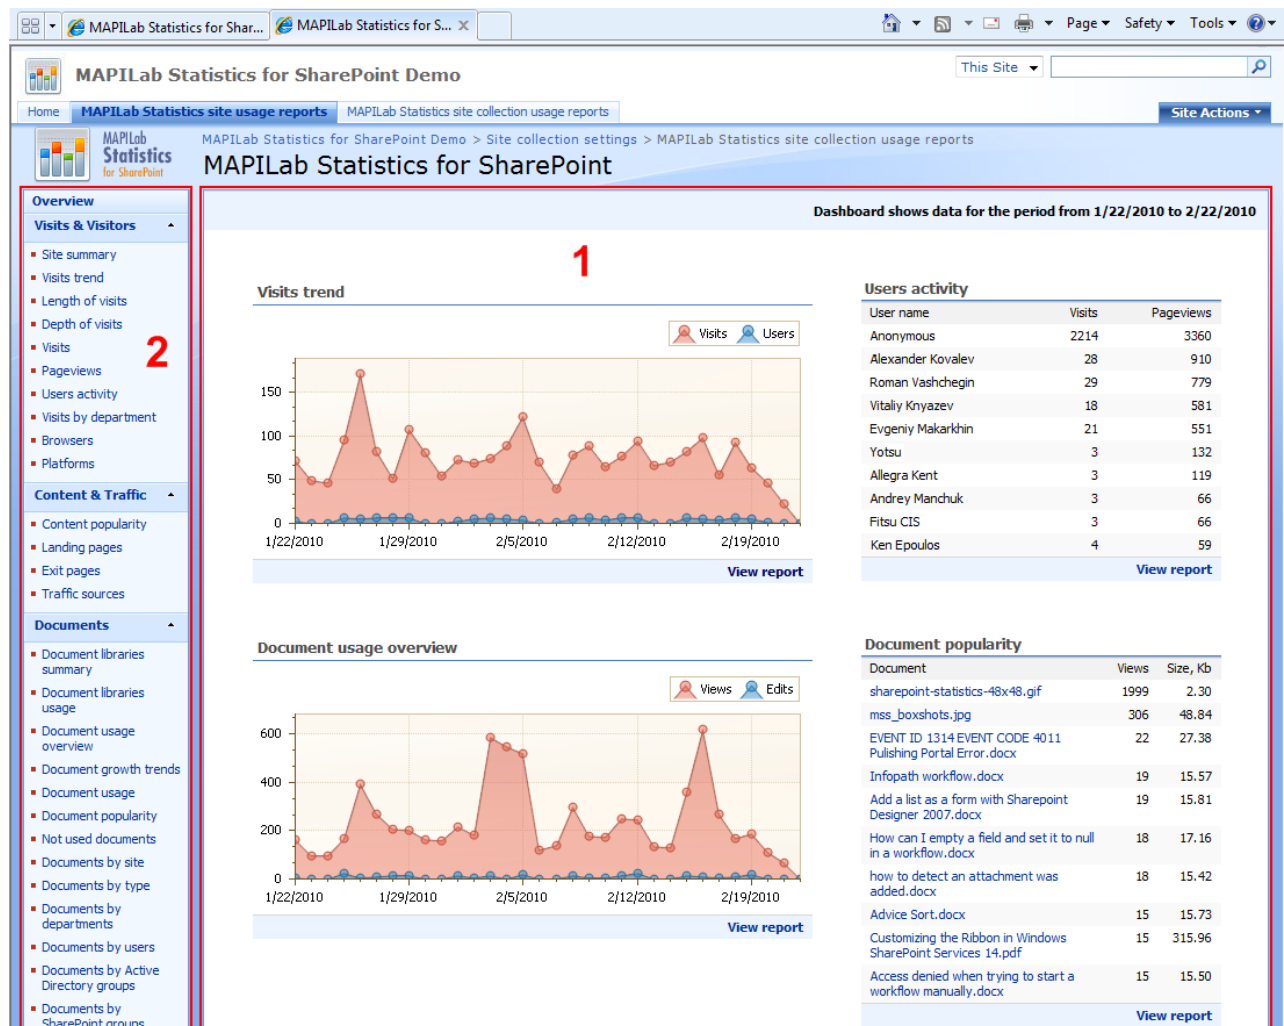 MAPILab Statistics for Shar...
MAPILab Statistics for S...
Page
Safety
Tools
MAPILab Statistics for SharePoint Demo
This Site
Home
MAPILab Statistics site usage reports
MAPILab Statistics site collection usage reports
Site Actions
MAPILab
Statistics
for SharePoint
MAPILab Statistics for SharePoint Demo > Site collection settings > MAPILab Statistics site collection usage reports
MAPILab Statistics for SharePoint
Overview
Visits & Visitors
Site summary
Visits trend
Length of visits
Depth of visits
Visits
2
Pageviews
Users activity
Visits by department
Browsers
Platforms
Content & Traffic
Content popularity
Landing pages
Exit pages
Traffic sources
Documents
Document libraries
summary
Document libraries
usage
Document usage
overview
Document growth trends
Document usage
Document popularity
Not used documents
Documents by site
Documents by type
Documents by
departments
Documents by users
Documents by Active
Directory groups
Documents by
SharePoint groups
Dashboard shows data for the period from 1/22/2010 to 2/22/2010
1
Visits trend
Visits Users
150
100
50
0
1/22/2010 1/29/2010 2/5/2010 2/12/2010 2/19/2010
View report
Users activity
User name Visits Pageviews
Anonymous 2214 3360
Alexander Kovalev 28 910
Roman Vashchegin 29 779
Vitaliy Knyazev 18 581
Evgeniy Makarkhin 21 551
Yotsu 3 132
Allegra Kent 3 119
Andrey Manchuk 3 66
Fitsu CIS 3 66
Ken Epoulos 4 59
View report
Document usage overview
Views Edits
600
400
200
0
1/22/2010 1/29/2010 2/5/2010 2/12/2010 2/19/2010
View report
Document popularity
Document Views Size, Kb
sharepoint-statistics-48x48.gif 1999 2.30
mss_boxshots.jpg 306 48.84
EVENT ID 1314 EVENT CODE 4011 22 27.38
Pulishing Portal Error.docx
Infopath workflow.docx 19 15.57
Add a list as a form with Sharepoint 19 15.81
Designer 2007.docx
How can I empty a field and set it to null 18 17.16
in a workflow.docx
how to detect an attachment was 18 15.42
added.docx
Advice Sort.docx 15 15.73
Customizing the Ribbon in Windows 15 315.96
SharePoint Services 14.pdf
Access denied when trying to start a 15 15.50
workflow manually.docx
View report